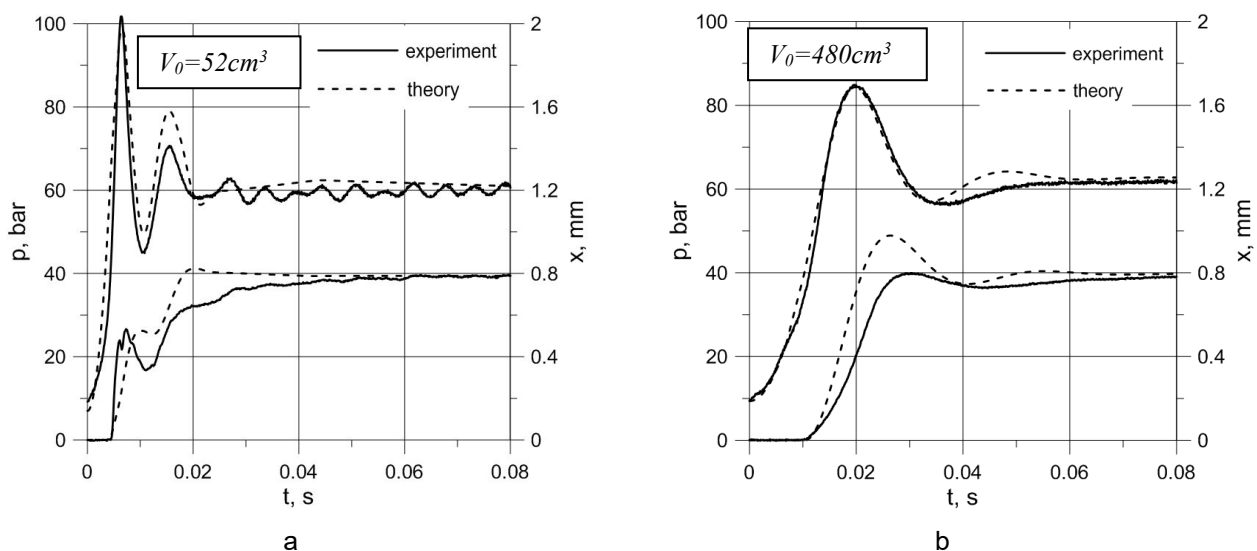 100
80
60
40
20
0
p, bar
V₀=52cm³
experiment
theory
2
1.6
1.2
0.8
0.4
0
x, mm
0 0.02 0.04 0.06 0.08
t, s
a
100
80
60
40
20
0
p, bar
V₀=480cm³
experiment
theory
2
1.6
1.2
0.8
0.4
0
x, mm
0 0.02 0.04 0.06 0.08
t, s
b